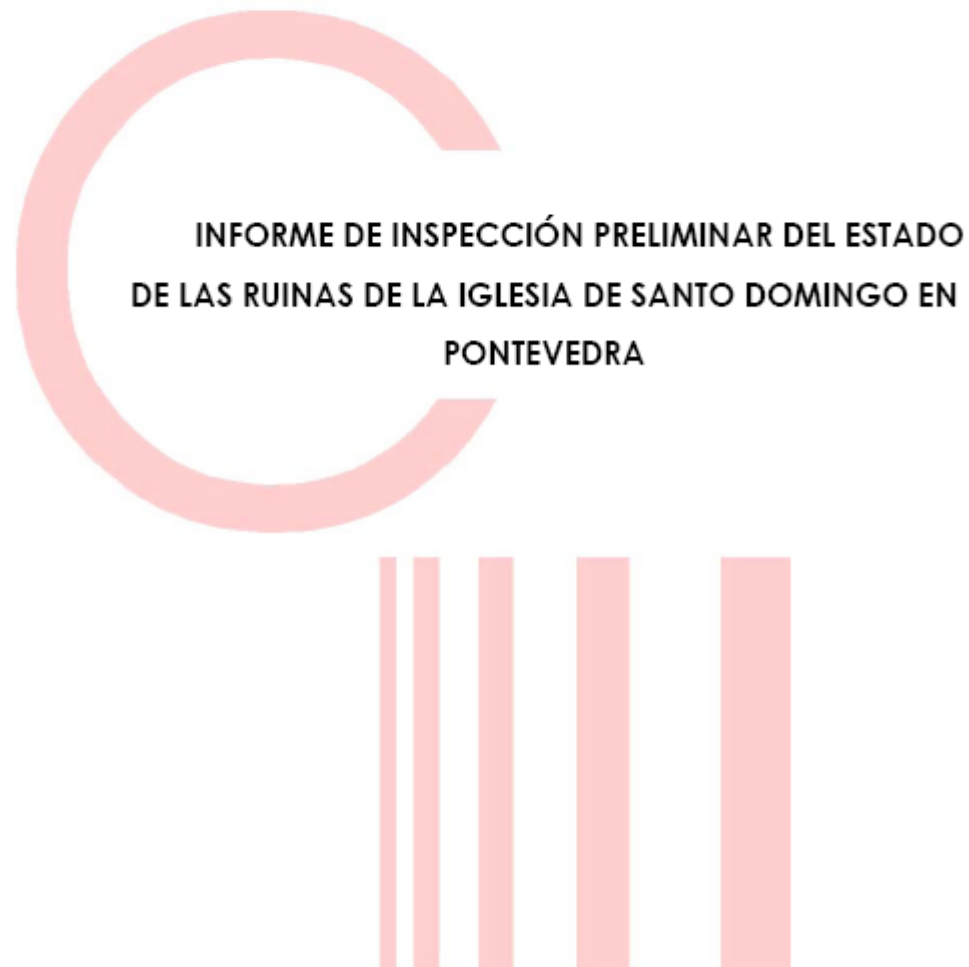 INFORME DE INSPECCIÓN PRELIMINAR DEL ESTADO
DE LAS RUINAS DE LA IGLESIA DE SANTO DOMINGO EN
PONTEVEDRA